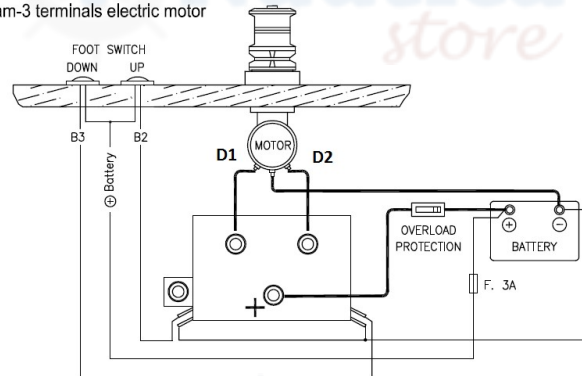 am-3 terminals electric motor
store
FOOT SWITCH
DOWN UP
B3 B2
⊕ Battery
MOTOR
D1 D2
OVERLOAD
PROTECTION
+ −
BATTERY
F. 3A
+